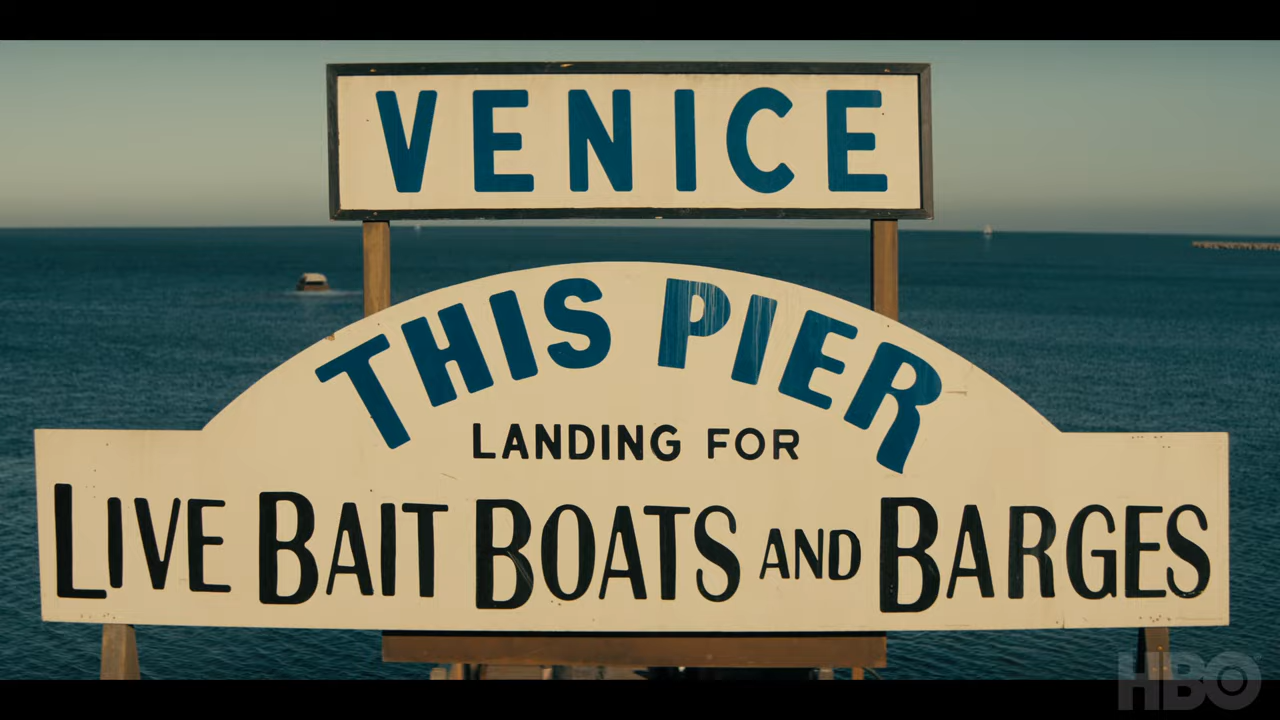 VENICE
THIS PIER
LANDING FOR
LIVE BAIT BOATS AND BARGES
HBO